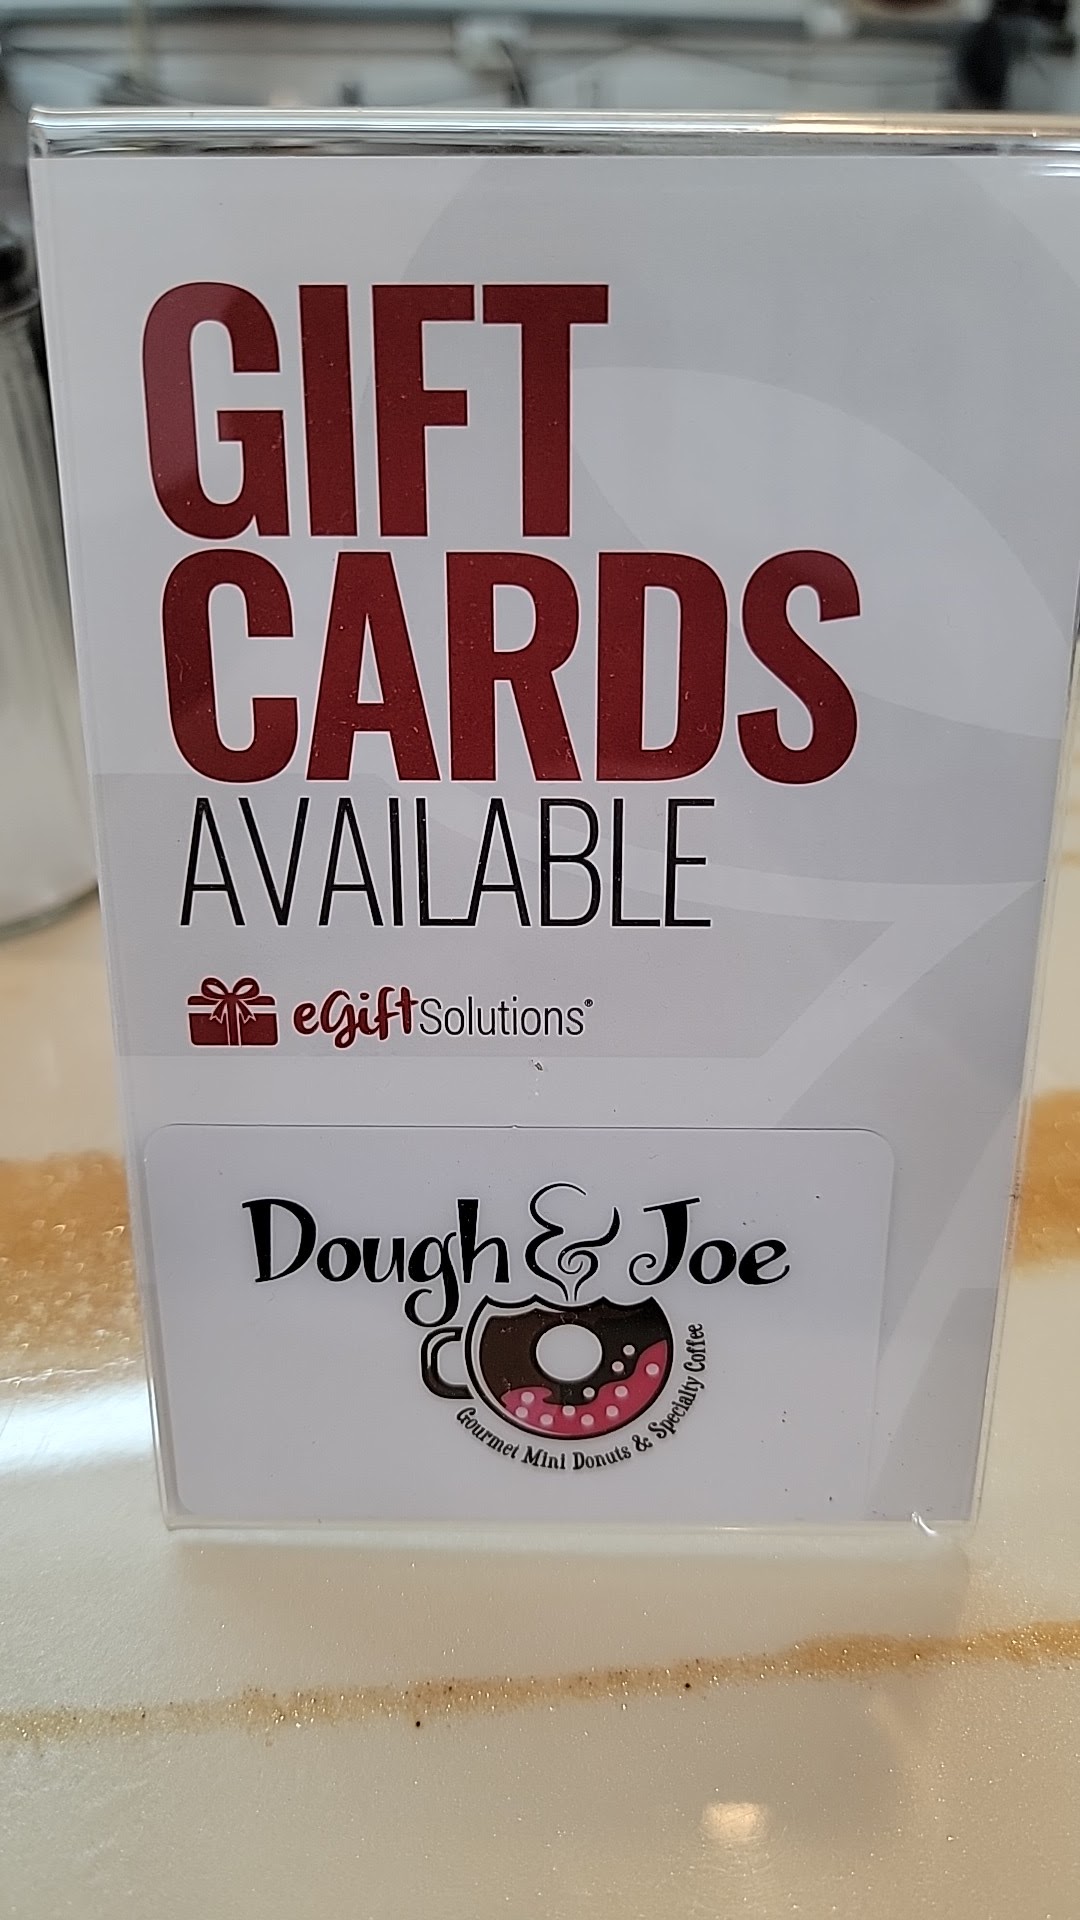 GIFT
CARDS
AVAILABLE
eGiftSolutions®
Dough & Joe
Gourmet Mini Donuts & Specialty Coffee